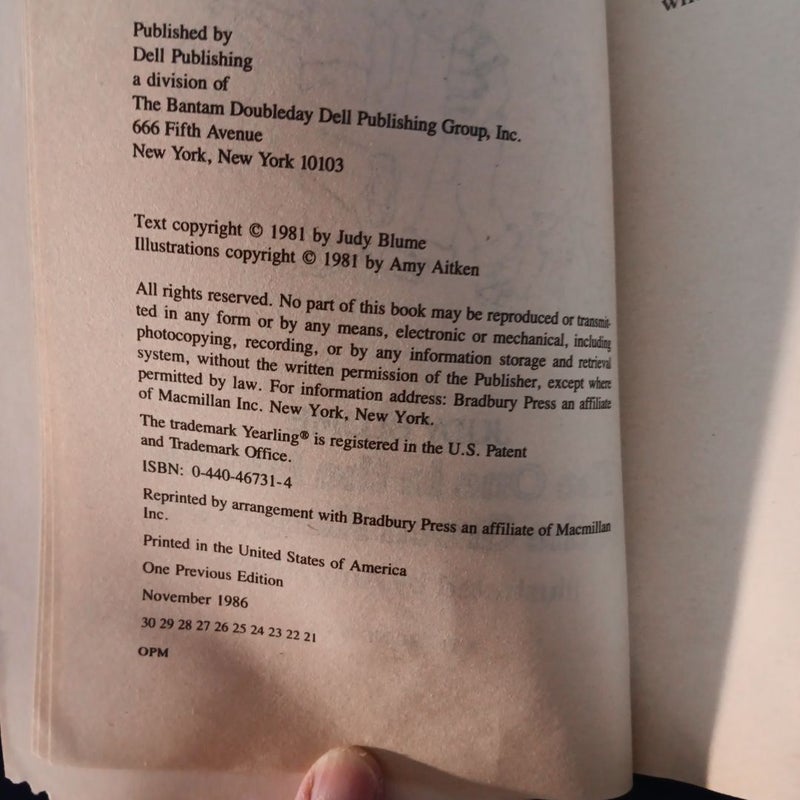 Published by
Dell Publishing
a division of
The Bantam Doubleday Dell Publishing Group, Inc.
666 Fifth Avenue
New York, New York 10103
Text copyright © 1981 by Judy Blume
Illustrations copyright © 1981 by Amy Aitken
All rights reserved. No part of this book may be reproduced or transmit-
ted in any form or by any means, electronic or mechanical, including
photocopying, recording, or by any information storage and retrieval
system, without the written permission of the Publisher, except where
permitted by law. For information address: Bradbury Press an affiliate
of Macmillan Inc. New York, New York.
The trademark Yearling® is registered in the U.S. Patent
and Trademark Office.
ISBN: 0-440-46731-4
Reprinted by arrangement with Bradbury Press an affiliate of Macmillan
Inc.
Printed in the United States of America
One Previous Edition
November 1986
30 29 28 27 26 25 24 23 22 21
OPM